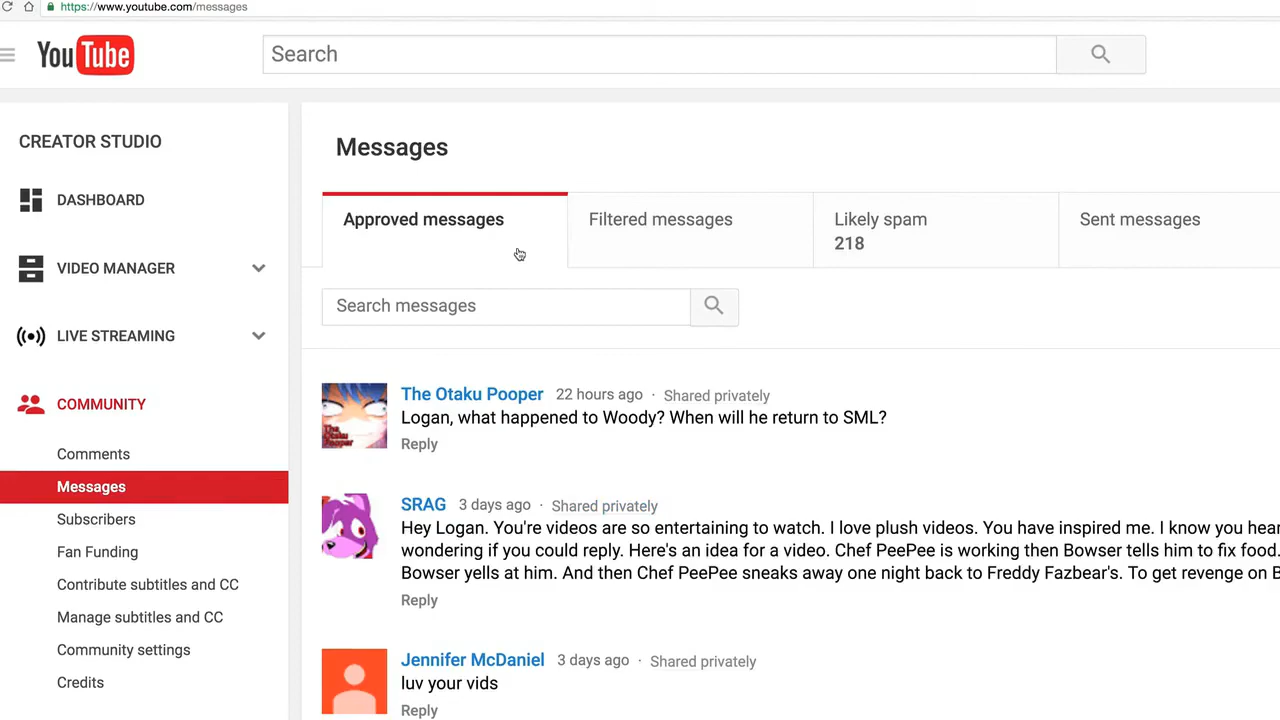 https://www.youtube.com/messages
YouTube
Search
CREATOR STUDIO
DASHBOARD
VIDEO MANAGER
LIVE STREAMING
COMMUNITY
Comments
Messages
Subscribers
Fan Funding
Contribute subtitles and CC
Manage subtitles and CC
Community settings
Credits
Messages
Approved messages
Filtered messages
Likely spam
218
Sent messages
Search messages
The Otaku Pooper 22 hours ago · Shared privately
Logan, what happened to Woody? When will he return to SML?
Reply
The
Otaku
Pooper
SRAG 3 days ago · Shared privately
Hey Logan. You're videos are so entertaining to watch. I love plush videos. You have inspired me. I know you hear
wondering if you could reply. Here's an idea for a video. Chef PeePee is working then Bowser tells him to fix food.
Bowser yells at him. And then Chef PeePee sneaks away one night back to Freddy Fazbear's. To get revenge on B
Reply
Jennifer McDaniel 3 days ago · Shared privately
luv your vids
Reply